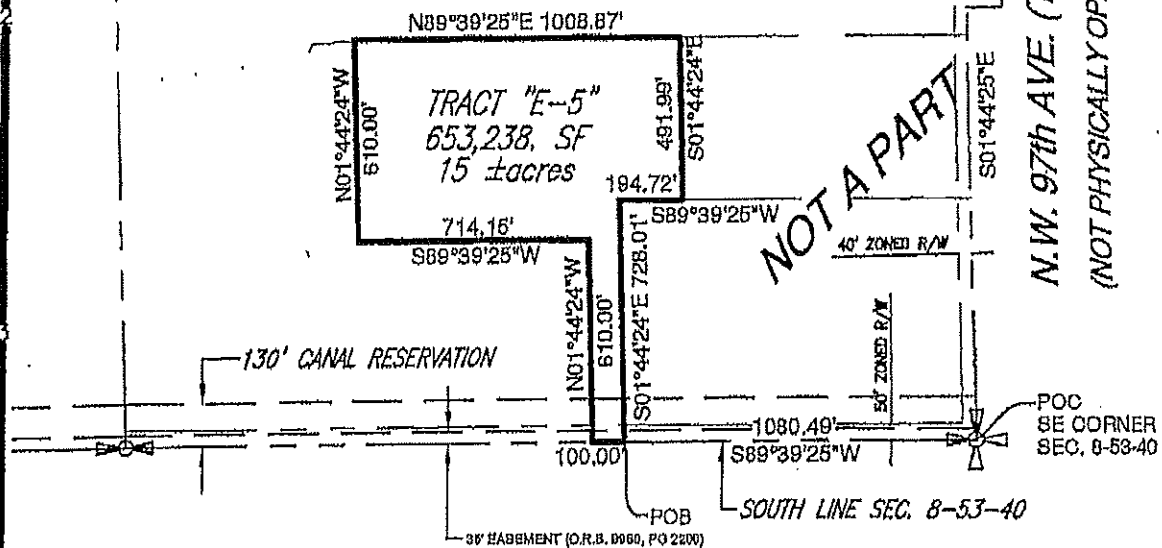 N89°39'25"E 1008.87'
N01°44'24"W
610.00'
TRACT "E-5"
653,238. SF
15 ±acres
491.99'
S01°44'24"E
194.72'
S89°39'25"W
714.15'
S89°39'25"W
N01°44'24"W
610.00'
S01°44'24"E 728.01'
NOT A PART
40' ZONED R/W
50' ZONED R/W
S01°44'25"E
N.W. 97th AVE.
(NOT PHYSICALLY
130' CANAL RESERVATION
1080.49'
S89°39'25"W
100.00'
POC
SE CORNER
SEC. 8-53-40
POB
SOUTH LINE SEC. 8-53-40
EASEMENT (O.R.B. PG 2200)